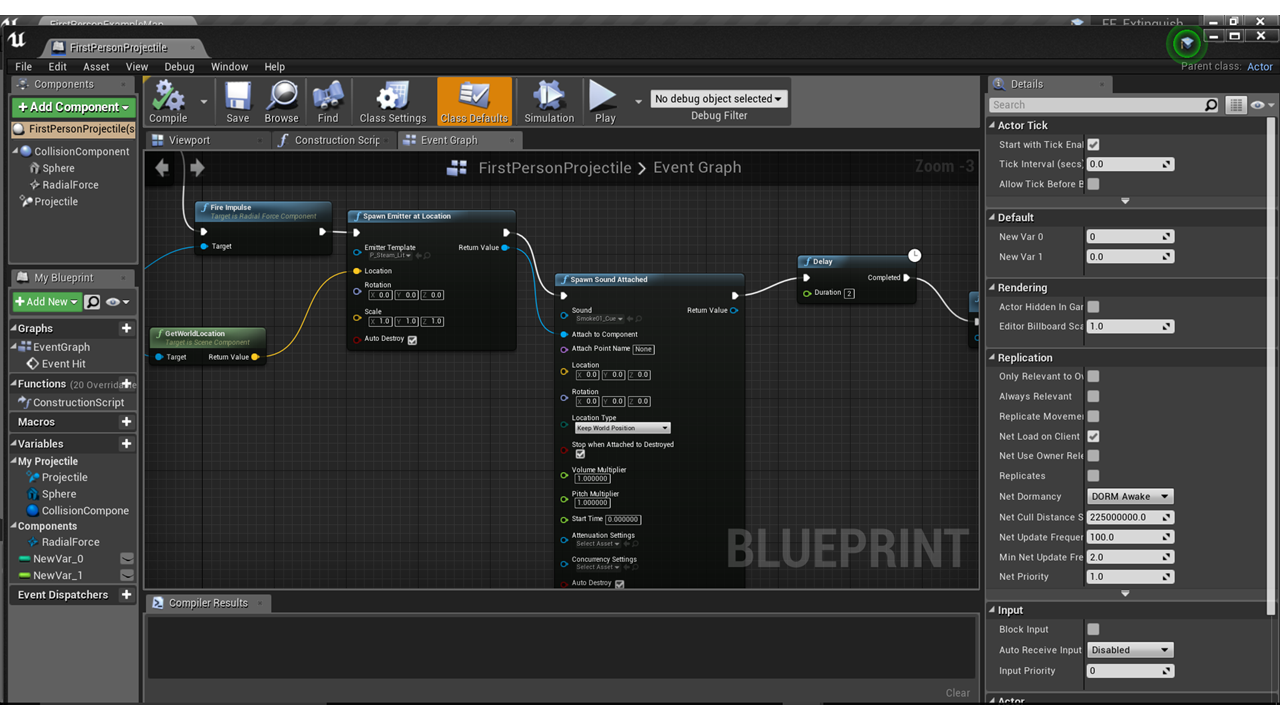 FirstPersonExampleMap
FE_Extinguish
FirstPersonProjectile
File Edit Asset View Debug Window Help
Parent class: Actor
Components
+ Add Component
FirstPersonProjectile(s
CollisionComponent
Sphere
RadialForce
Projectile
My Blueprint
+ Add New
Graphs
EventGraph
Event Hit
Functions (20 Overrida
ConstructionScript
Macros
Variables
My Projectile
Projectile
Sphere
CollisionCompone
Components
RadialForce
NewVar_0
NewVar_1
Event Dispatchers
Compile
Save
Browse
Find
Class Settings
Class Defaults
Simulation
Play
No debug object selected
Debug Filter
Viewport
Construction Scrip
Event Graph
FirstPersonProjectile > Event Graph
Zoom -3
Fire Impulse
Target is Radial Force Component
Target
GetWorldLocation
Target is Scene Component
Target Return Value
Spawn Emitter at Location
Emitter Template Return Value
P_Steam_Lit
Location
Rotation
X 0.0 Y 0.0 Z 0.0
Scale
X 1.0 Y 1.0 Z 1.0
Auto Destroy
Spawn Sound Attached
Sound Return Value
Smoke01_Cue
Attach to Component
Attach Point Name None
Location
X 0.0 Y 0.0 Z 0.0
Rotation
X 0.0 Y 0.0 Z 0.0
Location Type
Keep World Position
Stop when Attached to Destroyed
Volume Multiplier
1.000000
Pitch Multiplier
1.000000
Start Time 0.000000
Attenuation Settings
Select Asset
Concurrency Settings
Select Asset
Auto Destroy
Delay
Completed
Duration 2
BLUEPRINT
Compiler Results
Clear
Details
Search
Actor Tick
Start with Tick Enal
Tick Interval (secs
0.0
Allow Tick Before B
Default
New Var 0 0
New Var 1 0.0
Rendering
Actor Hidden In Gar
Editor Billboard Sca 1.0
Replication
Only Relevant to Ov
Always Relevant
Replicate Movemen
Net Load on Client
Net Use Owner Rele
Replicates
Net Dormancy DORM Awake
Net Cull Distance S 225000000.0
Net Update Frequer 100.0
Min Net Update Fre 2.0
Net Priority 1.0
Input
Block Input
Auto Receive Input Disabled
Input Priority 0
Actor